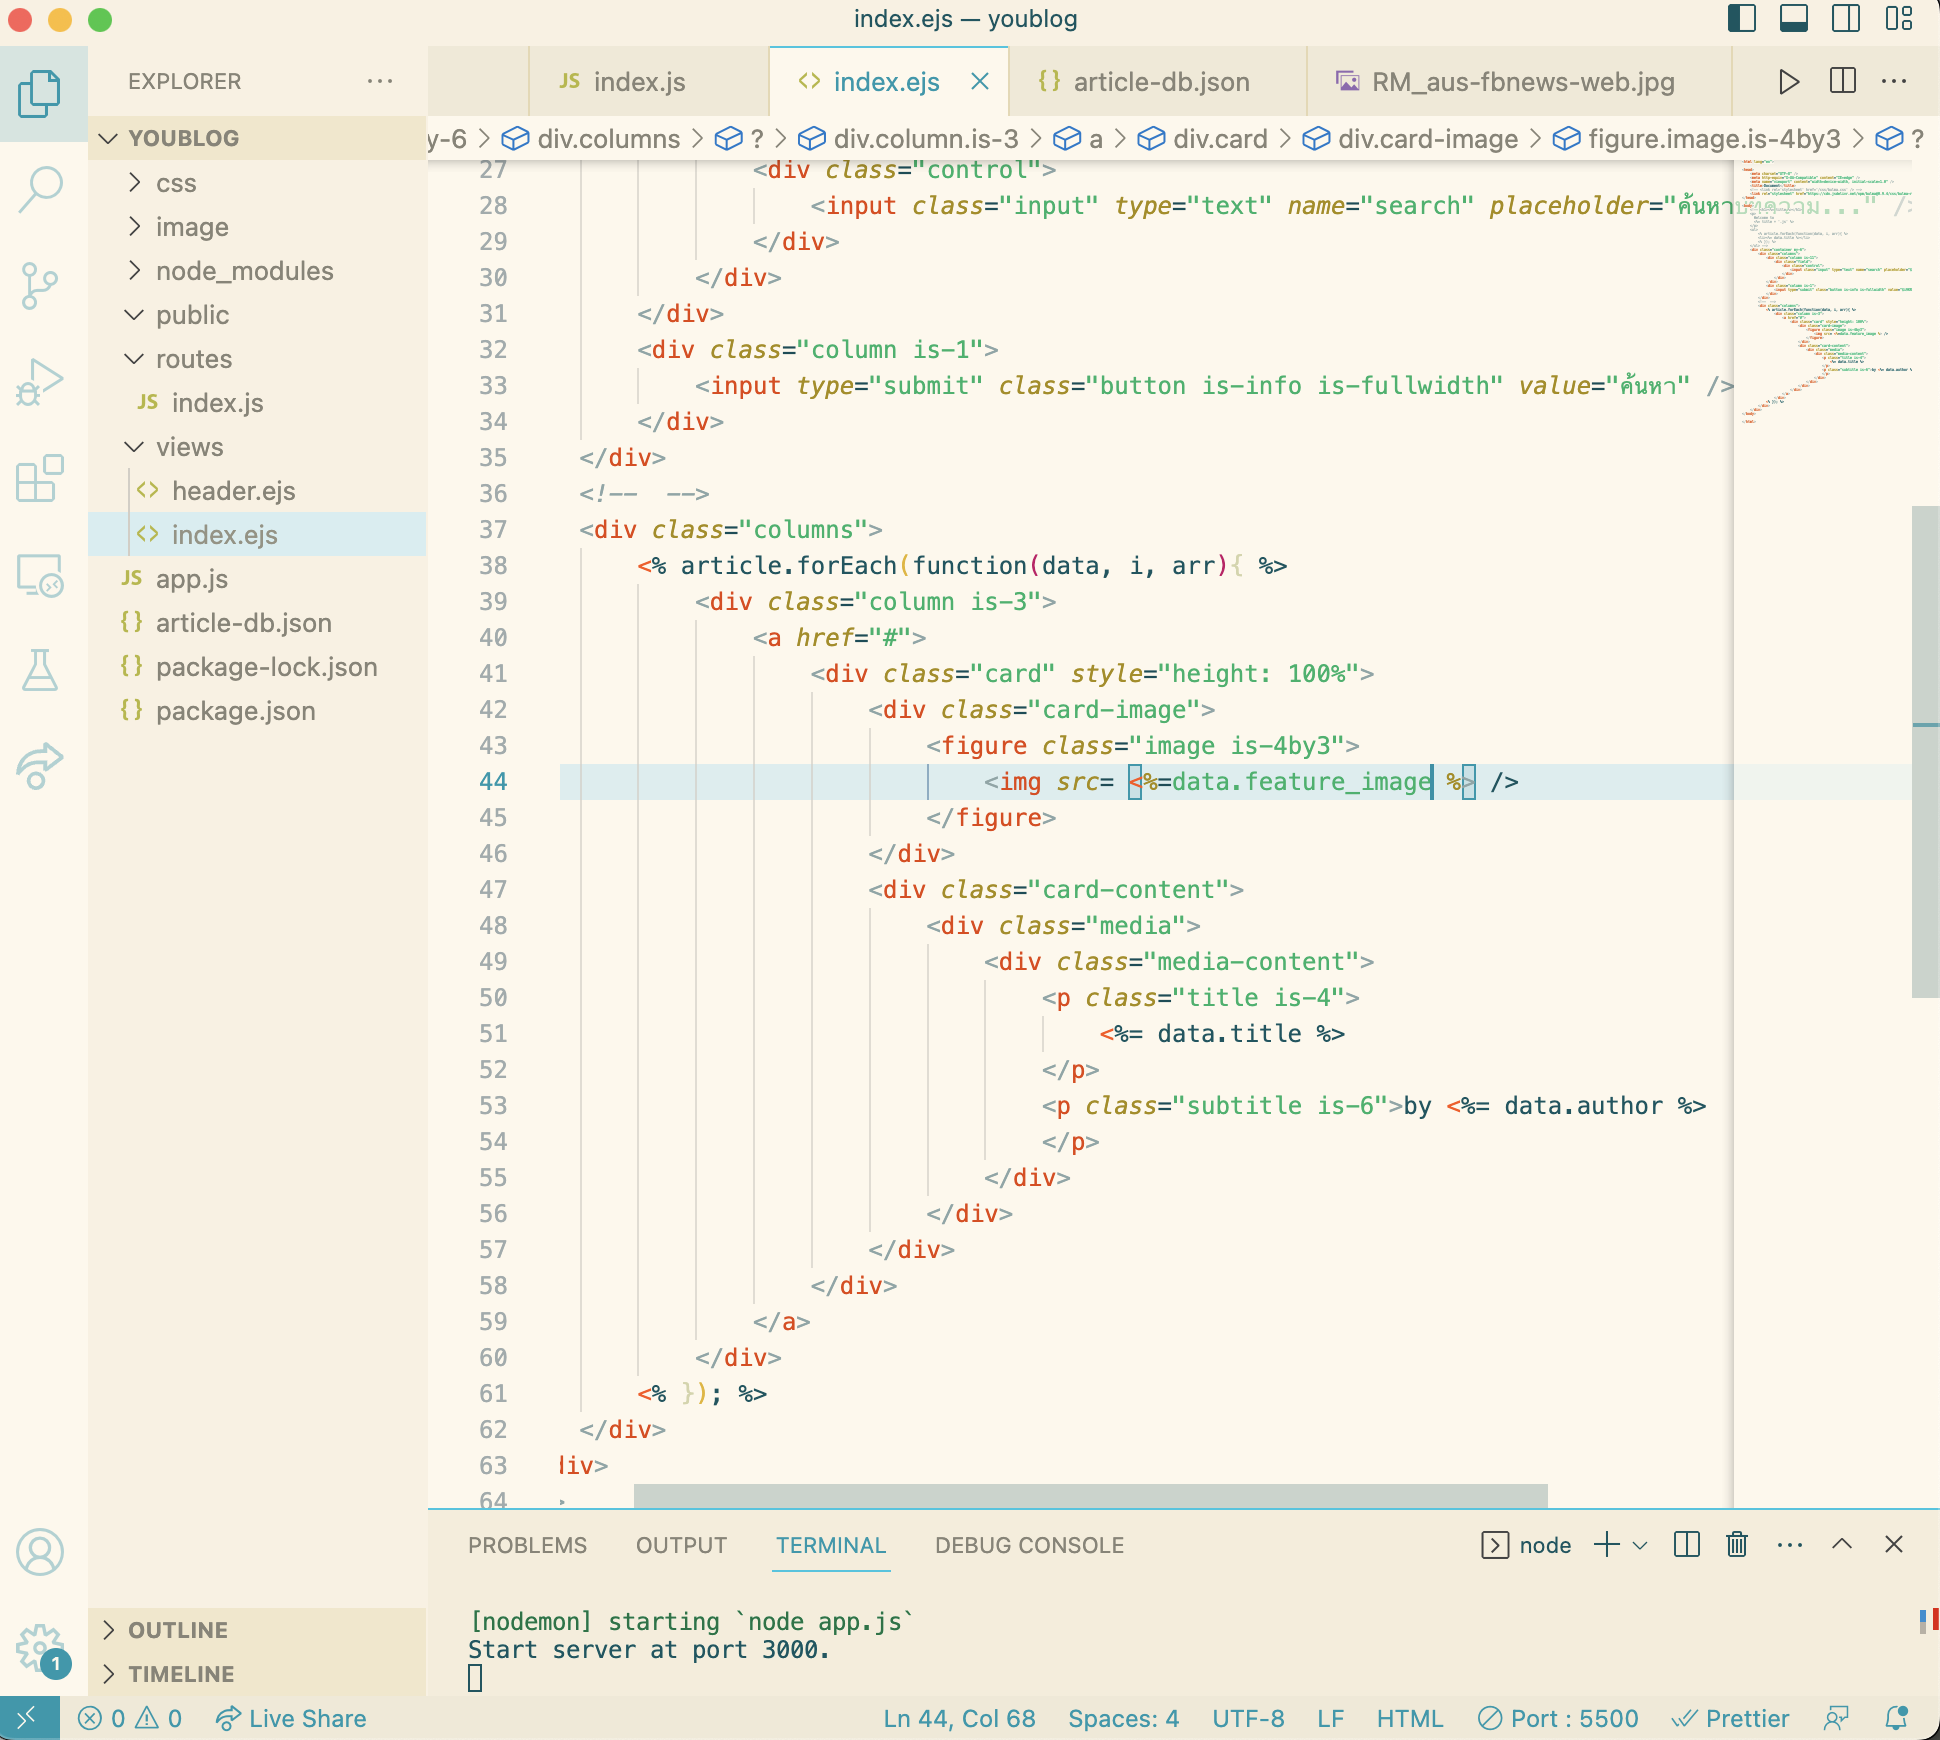 index.ejs — youblog
EXPLORER
YOUBLOG
css
image
node_modules
public
routes
JS index.js
views
<> header.ejs
<> index.ejs
JS app.js
{} article-db.json
{} package-lock.json
{} package.json
OUTLINE
TIMELINE
JS index.js
<> index.ejs
{} article-db.json
RM_aus-fbnews-web.jpg
y-6 > div.columns > ? > div.column.is-3 > a > div.card > div.card-image > figure.image.is-4by3 > ?
27 <div class="control">
28 <input class="input" type="text" name="search" placeholder="ค้นหาบทความ..." />
29 </div>
30 </div>
31 </div>
32 <div class="column is-1">
33 <input type="submit" class="button is-info is-fullwidth" value="ค้นหา" />
34 </div>
35 </div>
36 <!--  -->
37 <div class="columns">
38 <% article.forEach(function(data, i, arr){ %>
39 <div class="column is-3">
40 <a href="#">
41 <div class="card" style="height: 100%">
42 <div class="card-image">
43 <figure class="image is-4by3">
44 <img src= <%=data.feature_image %> />
45 </figure>
46 </div>
47 <div class="card-content">
48 <div class="media">
49 <div class="media-content">
50 <p class="title is-4">
51 <%= data.title %>
52 </p>
53 <p class="subtitle is-6">by <%= data.author %>
54 </p>
55 </div>
56 </div>
57 </div>
58 </div>
59 </a>
60 </div>
61 <% }); %>
62 </div>
63 div>
64 >
PROBLEMS OUTPUT TERMINAL DEBUG CONSOLE
node
[nodemon] starting `node app.js`
Start server at port 3000.
1
0 0 Live Share
Ln 44, Col 68 Spaces: 4 UTF-8 LF HTML Port : 5500 Prettier